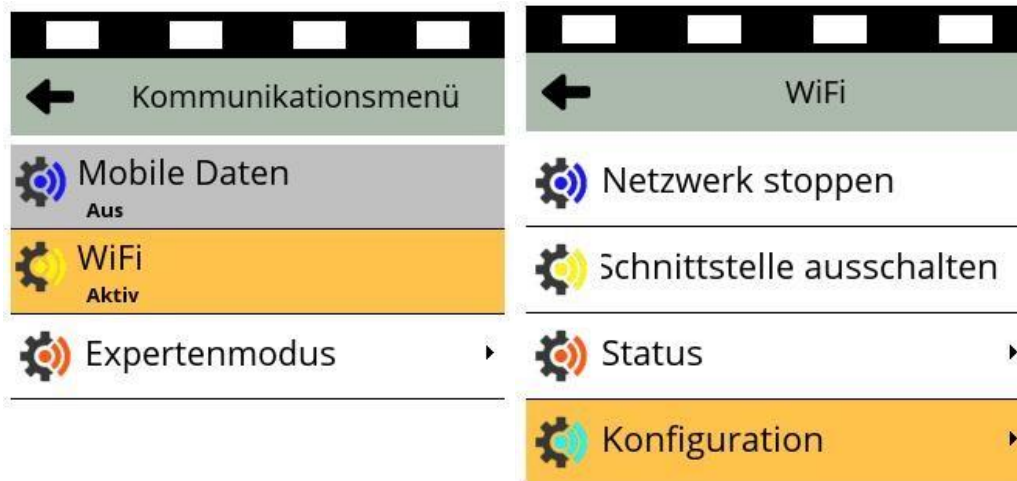 Kommunikationsmenü
Mobile Daten
Aus
WiFi
Aktiv
Expertenmodus
WiFi
Netzwerk stoppen
Schnittstelle ausschalten
Status
Konfiguration